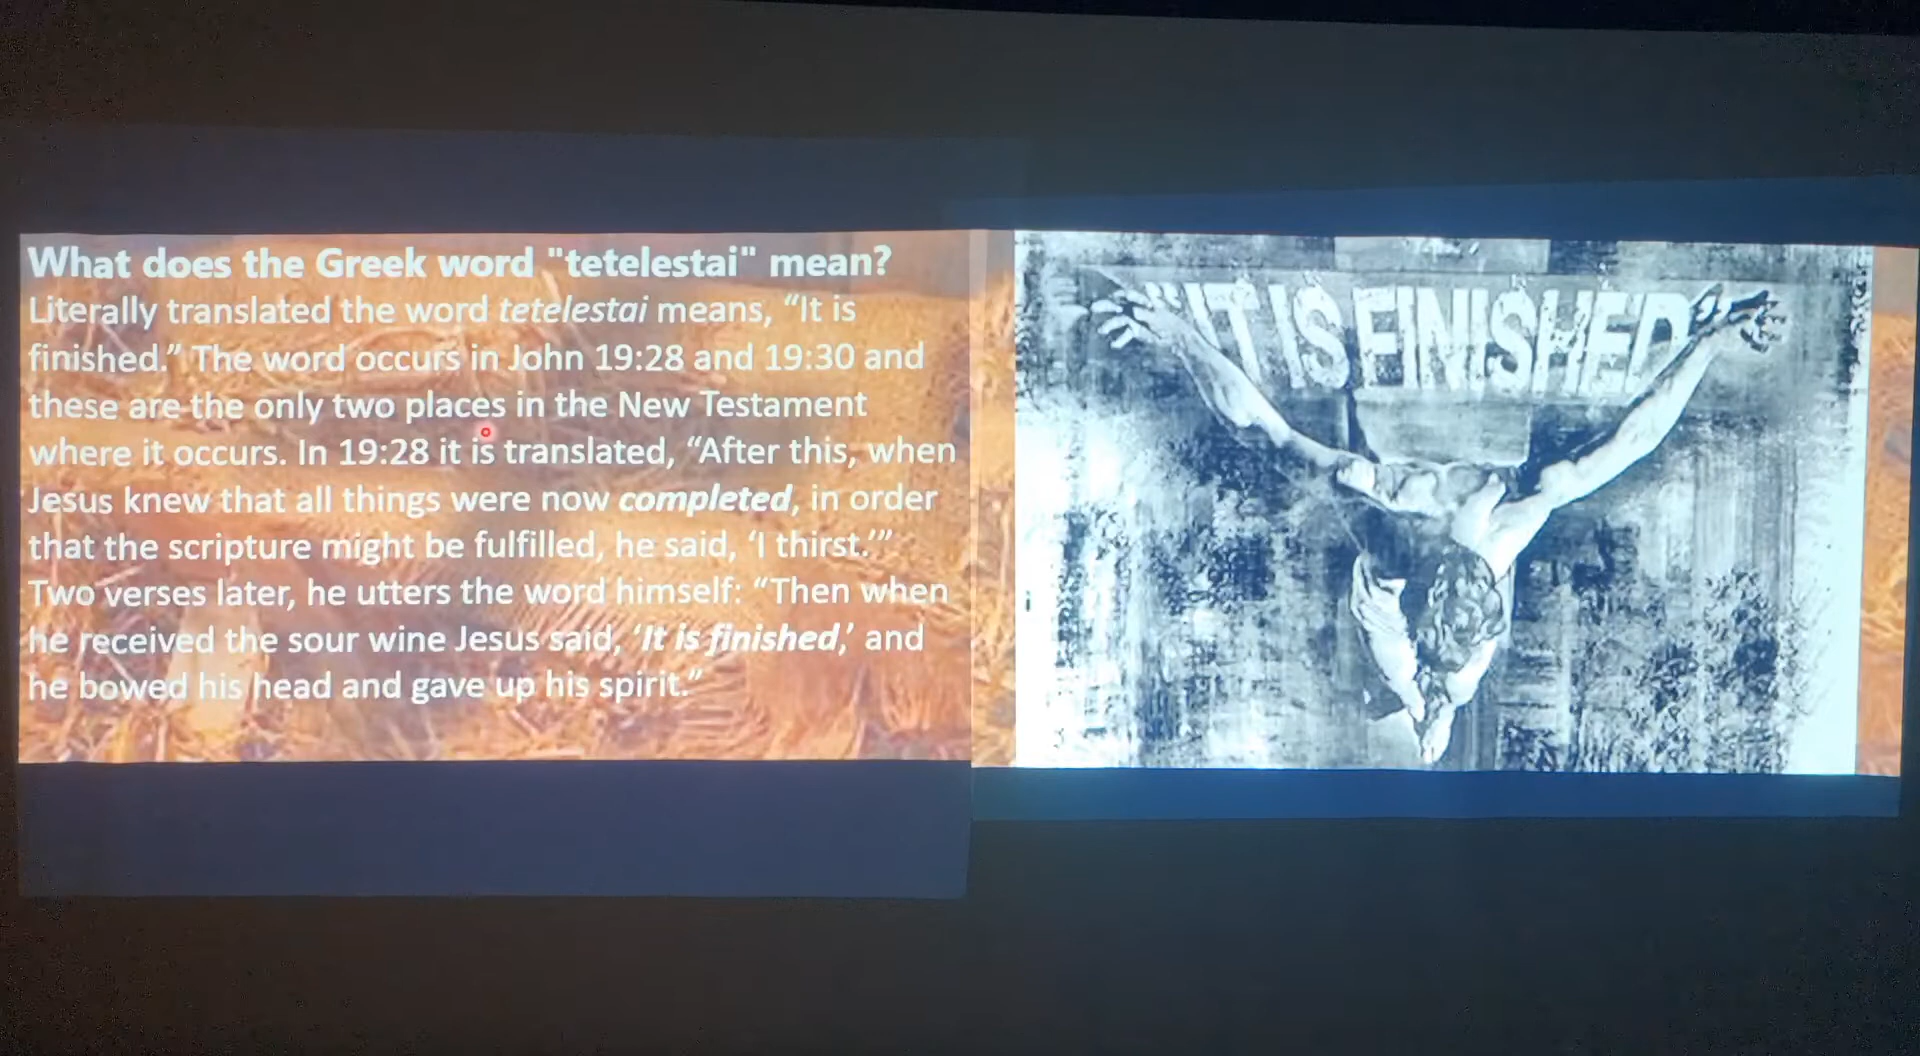 What does the Greek word "tetelestai" mean?
Literally translated the word tetelestai means, “It is
finished.” The word occurs in John 19:28 and 19:30 and
these are the only two places in the New Testament
where it occurs. In 19:28 it is translated, “After this, when
Jesus knew that all things were now completed, in order
that the scripture might be fulfilled, he said, ‘I thirst.’”
Two verses later, he utters the word himself: “Then when
he received the sour wine Jesus said, ‘It is finished,’ and
he bowed his head and gave up his spirit.”
“IT IS FINISHED